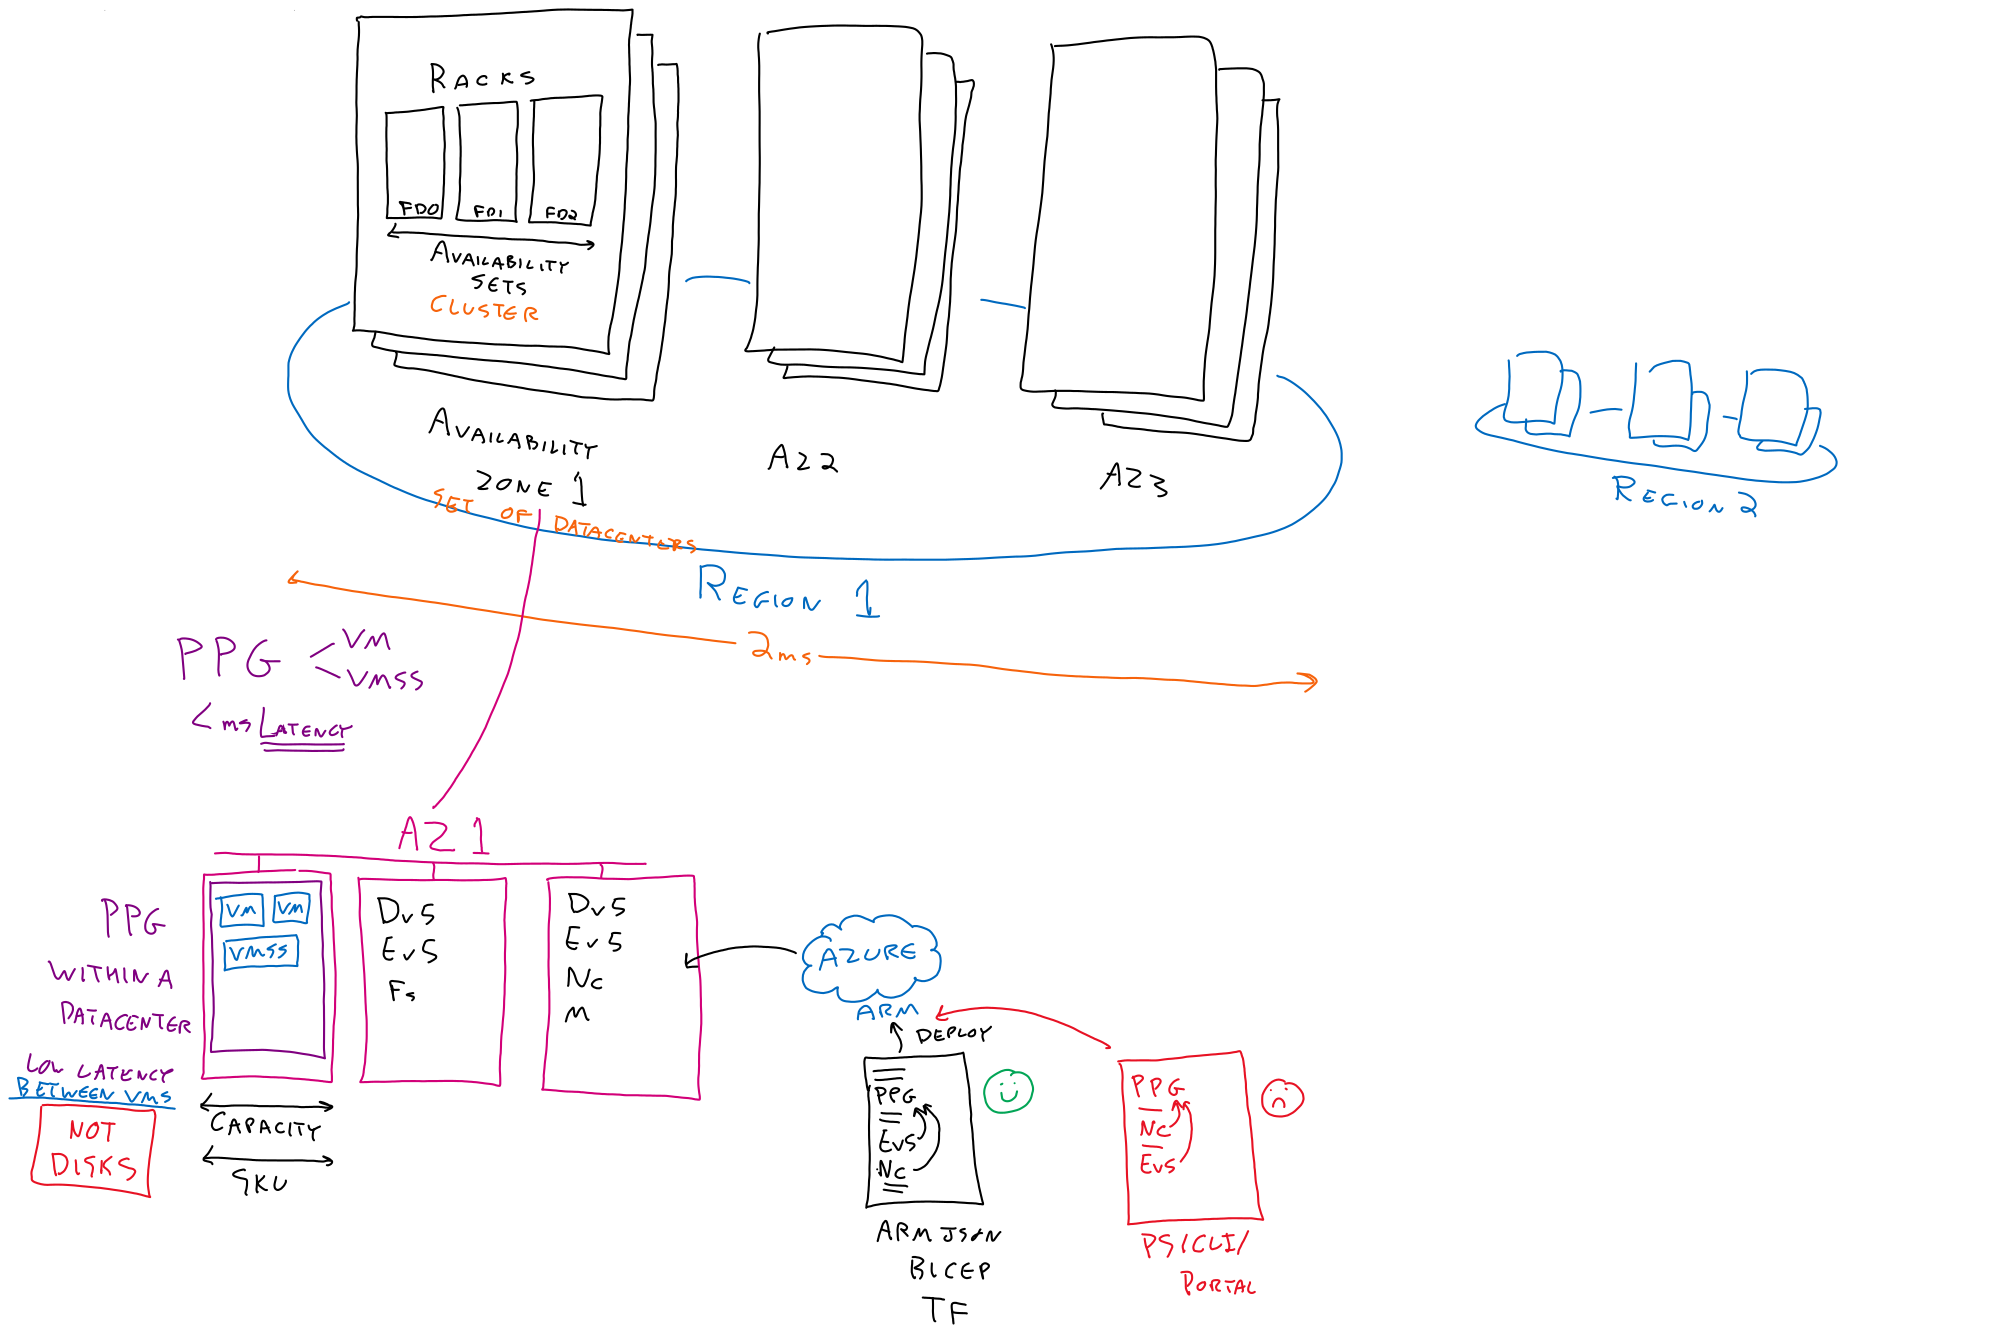 RACKS
FD0 FD1 FD2
AVAILABILITY
SETS
CLUSTER
AVAILABILITY
ZONE 1
SET OF DATACENTERS
AZ2
AZ3
REGION 1
REGION 2
2ms
PPG
VM
VMSS
< ms LATENCY
AZ 1
PPG
WITHIN A
DATACENTER
LOW LATENCY
BETWEEN VMS
NOT
DISKS
VM VM
VMSS
CAPACITY
SKU
Dv5
Ev5
Fs
Dv5
Ev5
Nc
M
AZURE
ARM
DEPLOY
PPG
Ev5
Nc
ARM JSON
BICEP
TF
PPG
Nc
Ev5
PS/CLI/
PORTAL